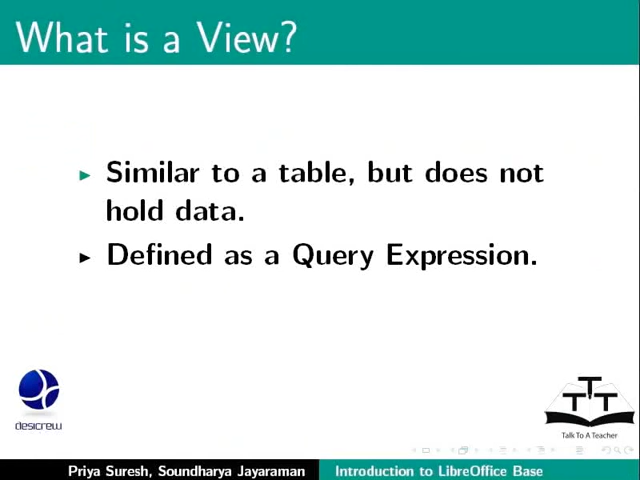 What is a View?
Similar to a table, but does not
hold data.
Defined as a Query Expression.
desicrew
T T T
Talk To A Teacher
Priya Suresh, Soundharya Jayaraman
Introduction to LibreOffice Base